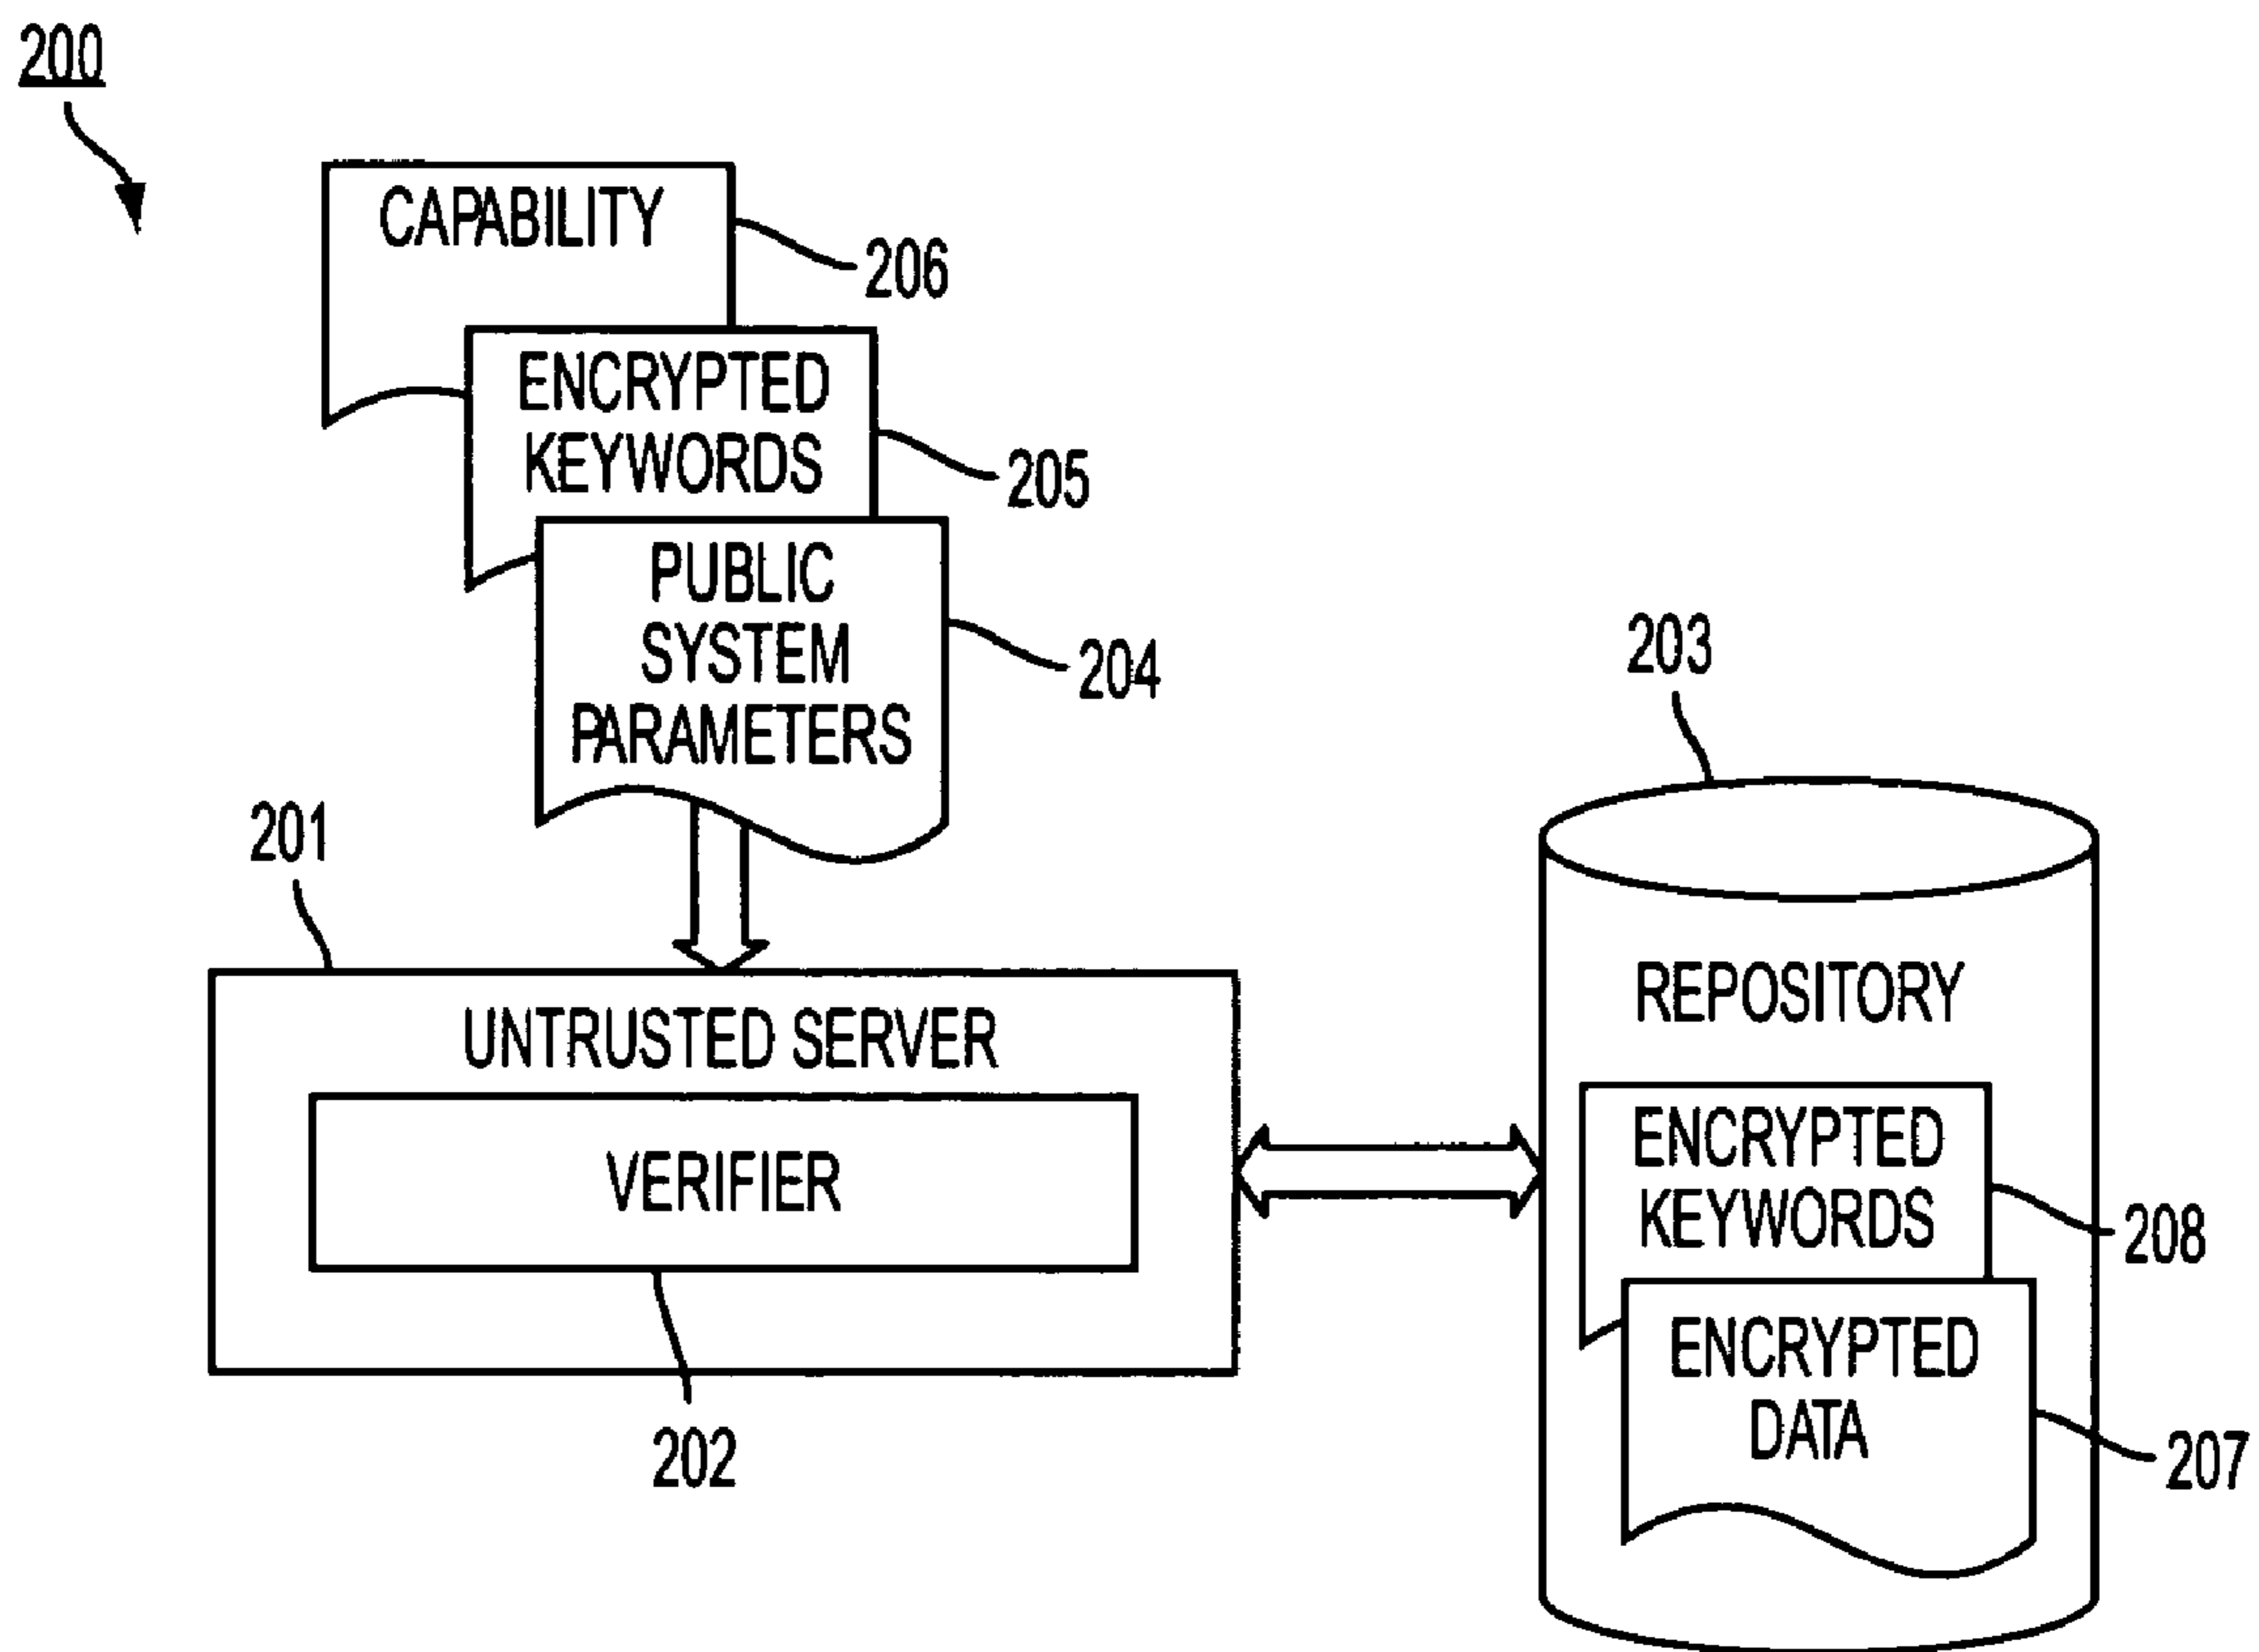 200
CAPABILITY
206
ENCRYPTED
KEYWORDS
205
PUBLIC
SYSTEM
PARAMETERS
204
203
201
UNTRUSTED SERVER
VERIFIER
202
REPOSITORY
ENCRYPTED
KEYWORDS
208
ENCRYPTED
DATA
207